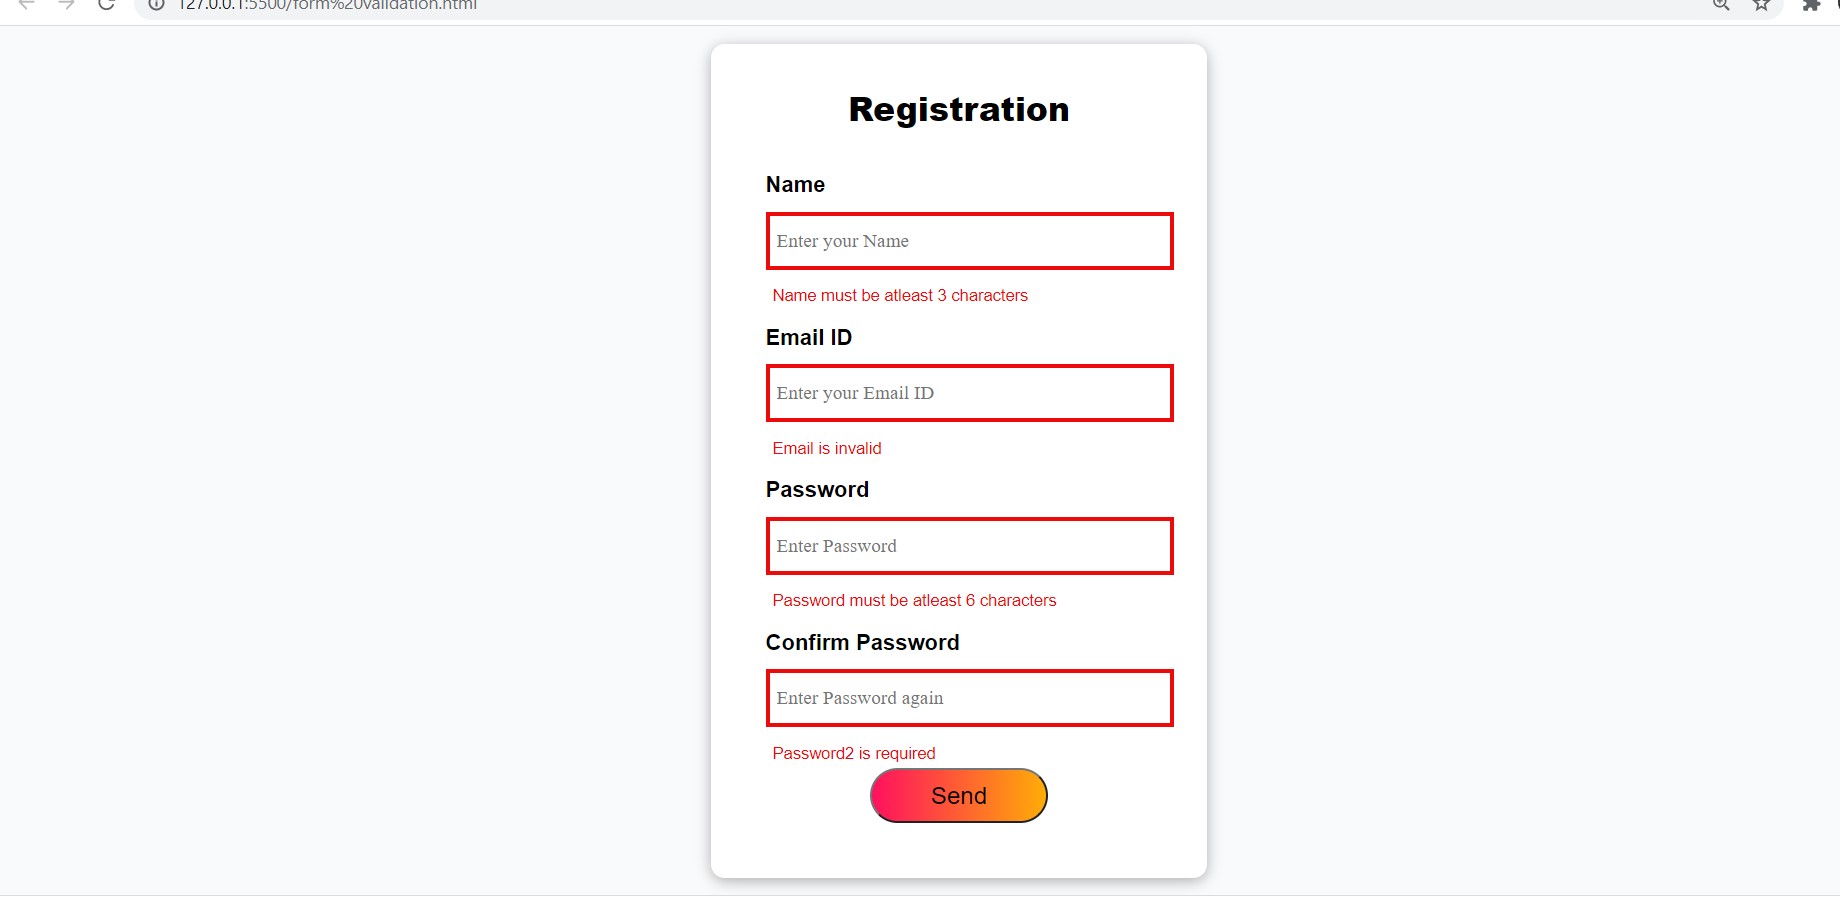 127.0.0.1:5500/form%20validation.html
Registration
Name
Enter your Name
Name must be atleast 3 characters
Email ID
Enter your Email ID
Email is invalid
Password
Enter Password
Password must be atleast 6 characters
Confirm Password
Enter Password again
Password2 is required
Send